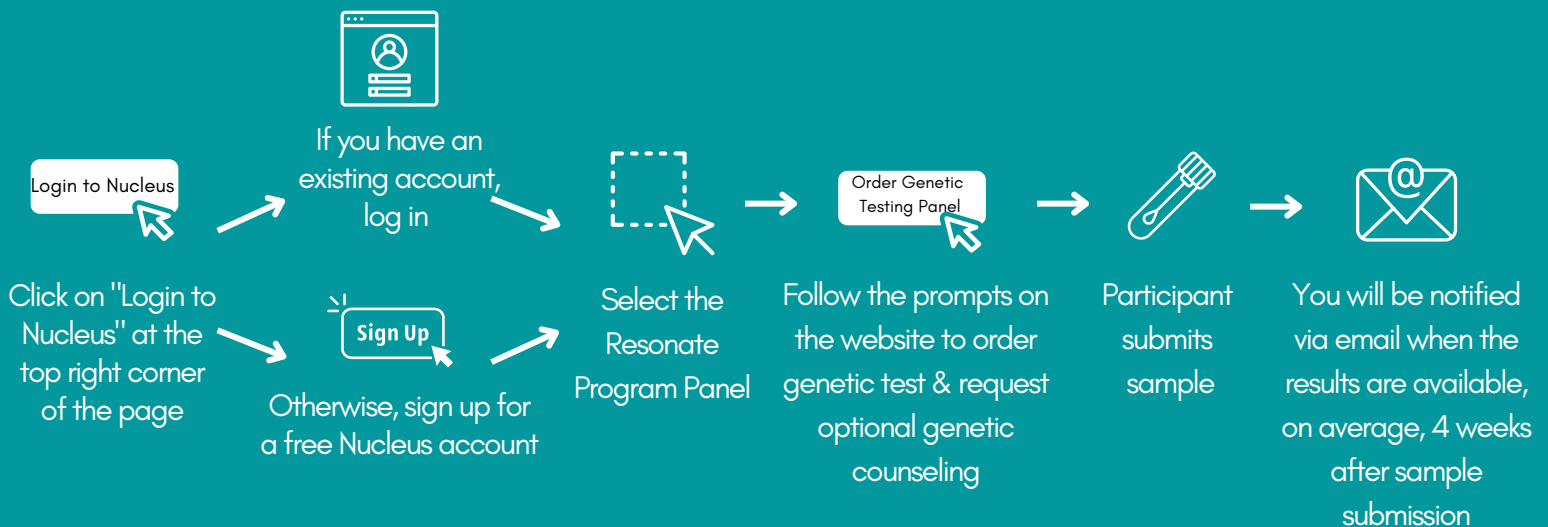 Login to Nucleus
Click on "Login to
Nucleus" at the
top right corner
of the page
If you have an
existing account,
log in
Sign Up
Otherwise, sign up for
a free Nucleus account
Select the
Resonate
Program Panel
Order Genetic
Testing Panel
Follow the prompts on
the website to order
genetic test & request
optional genetic
counseling
Participant
submits
sample
@
You will be notified
via email when the
results are available,
on average, 4 weeks
after sample
submission